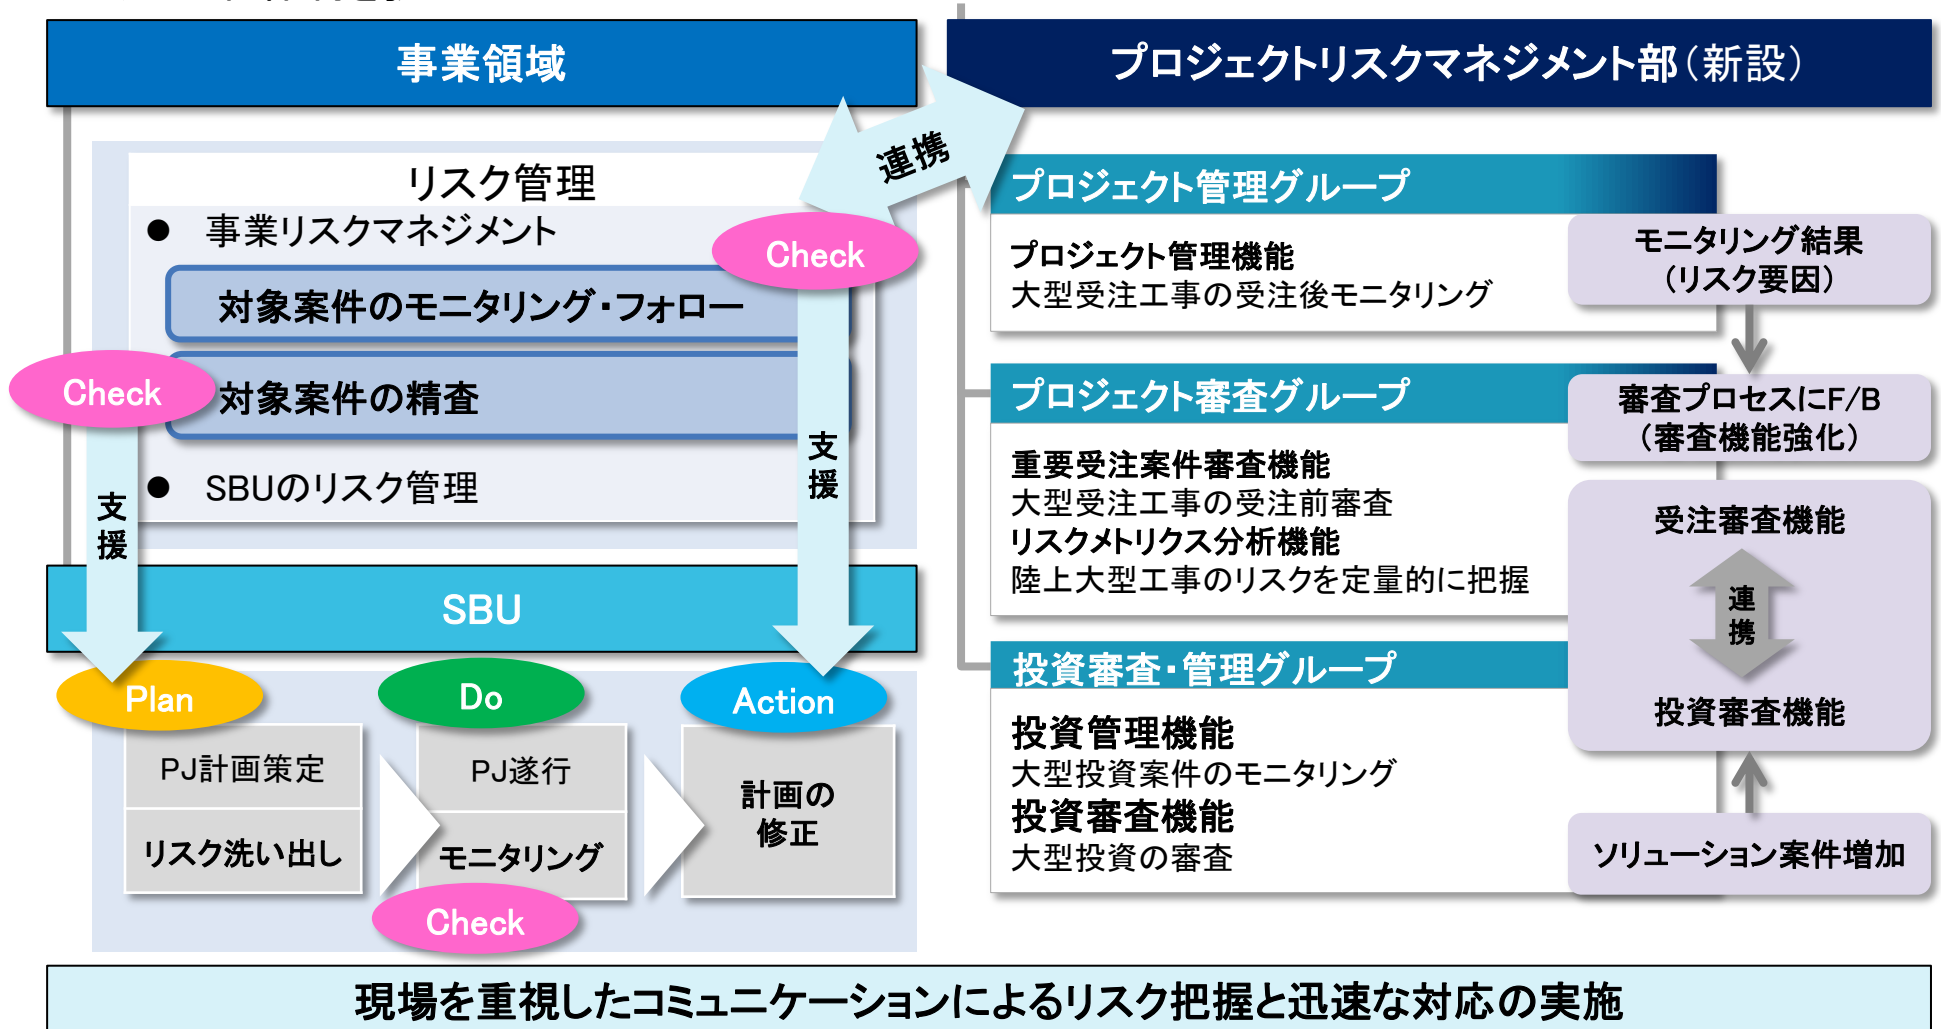 事業領域
プロジェクトリスクマネジメント部（新設）
連携
リスク管理
● 事業リスクマネジメント
Check
対象案件のモニタリング・フォロー
Check
対象案件の精査
支援
● SBUのリスク管理
支援
SBU
Plan
Do
Action
PJ計画策定
リスク洗い出し
PJ遂行
モニタリング
Check
計画の
修正
プロジェクト管理グループ
プロジェクト管理機能
大型受注工事の受注後モニタリング
モニタリング結果
（リスク要因）
プロジェクト審査グループ
重要受注案件審査機能
大型受注工事の受注前審査
リスクメトリクス分析機能
陸上大型工事のリスクを定量的に把握
審査プロセスにF/B
（審査機能強化）
受注審査機能
連携
投資審査機能
投資審査・管理グループ
投資管理機能
大型投資案件のモニタリング
投資審査機能
大型投資の審査
ソリューション案件増加
現場を重視したコミュニケーションによるリスク把握と迅速な対応の実施